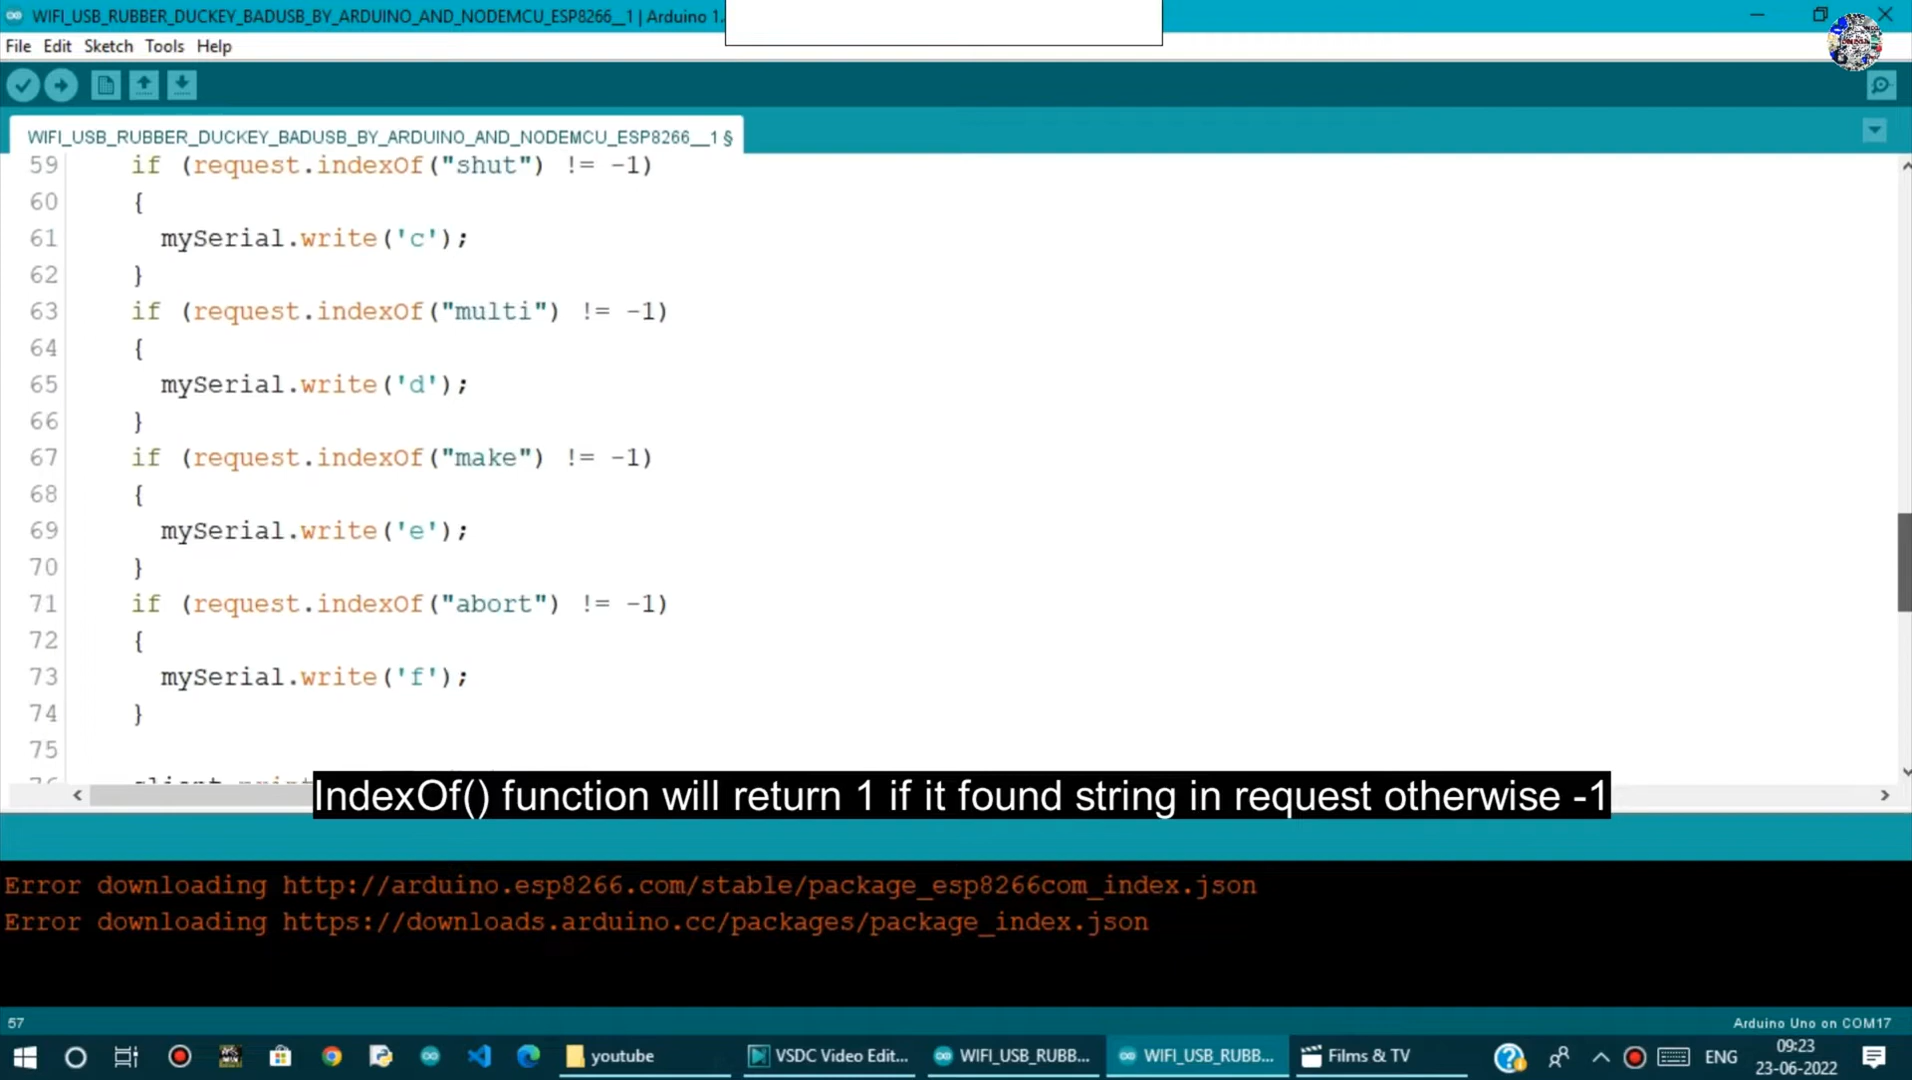 WIFI_USB_RUBBER_DUCKEY_BADUSB_BY_ARDUINO_AND_NODEMCU_ESP8266__1 | Arduino 1.
File Edit Sketch Tools Help
WIFI_USB_RUBBER_DUCKEY_BADUSB_BY_ARDUINO_AND_NODEMCU_ESP8266__1 §
59 if (request.indexOf("shut") != -1)
60 {
61 mySerial.write('c');
62 }
63 if (request.indexOf("multi") != -1)
64 {
65 mySerial.write('d');
66 }
67 if (request.indexOf("make") != -1)
68 {
69 mySerial.write('e');
70 }
71 if (request.indexOf("abort") != -1)
72 {
73 mySerial.write('f');
74 }
75
IndexOf() function will return 1 if it found string in request otherwise -1
Error downloading http://arduino.esp8266.com/stable/package_esp8266com_index.json
Error downloading https://downloads.arduino.cc/packages/package_index.json
57
Arduino Uno on COM17
youtube
VSDC Video Edit...
WIFI_USB_RUBB...
WIFI_USB_RUBB...
Films & TV
ENG
09:23
23-06-2022